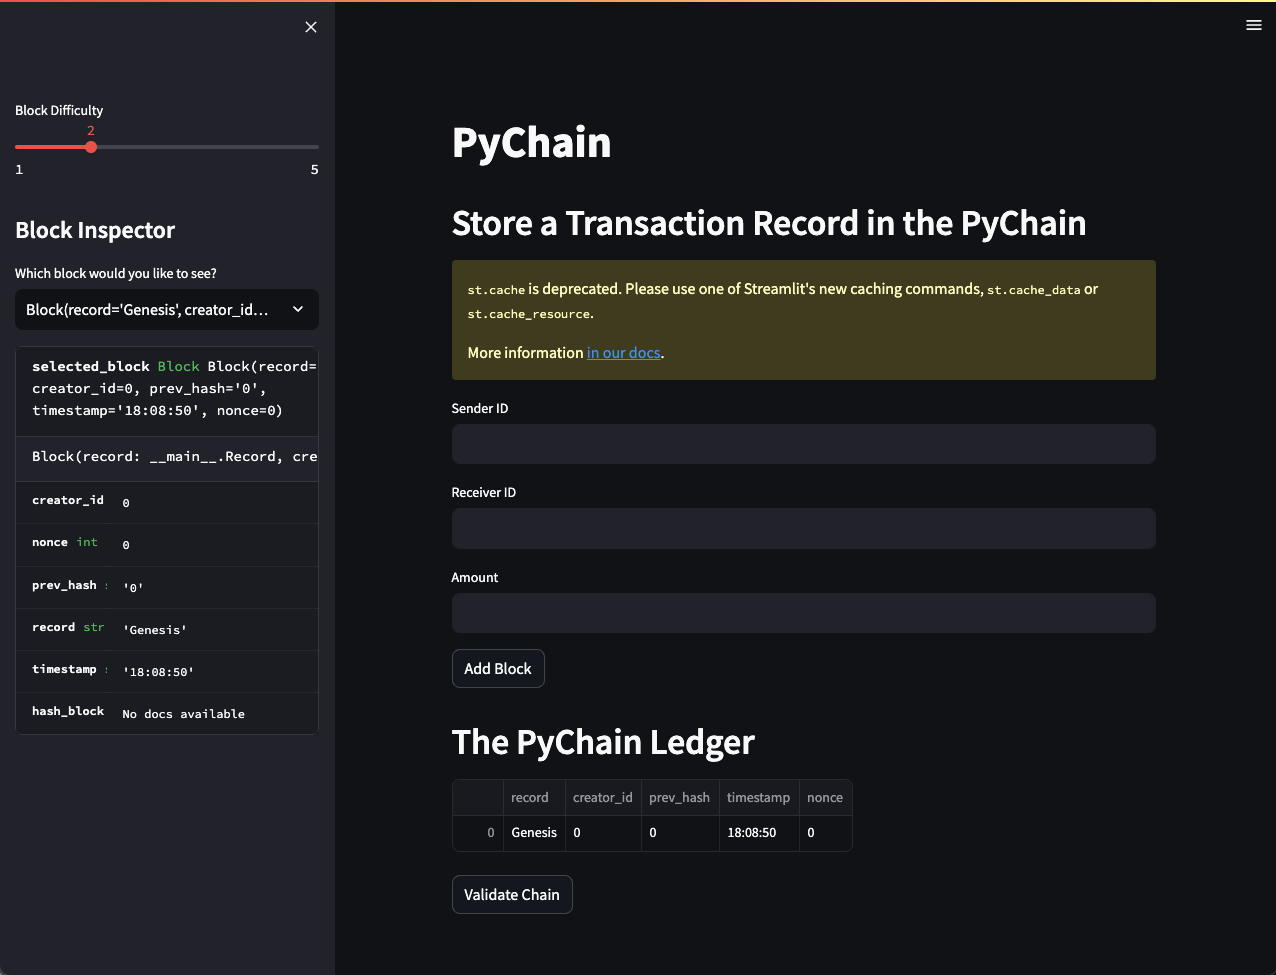 Block Difficulty
2
1 5
Block Inspector
Which block would you like to see?
Block(record='Genesis', creator_id...
selected_block Block Block(record=
creator_id=0, prev_hash='0',
timestamp='18:08:50', nonce=0)
Block(record: __main__.Record, cre
creator_id 0
nonce int 0
prev_hash '0'
record str 'Genesis'
timestamp '18:08:50'
hash_block No docs available
PyChain
Store a Transaction Record in the PyChain
st.cache is deprecated. Please use one of Streamlit's new caching commands, st.cache_data or
st.cache_resource.
More information in our docs.
Sender ID
Receiver ID
Amount
Add Block
The PyChain Ledger
record creator_id prev_hash timestamp nonce
0 Genesis 0 0 18:08:50 0
Validate Chain